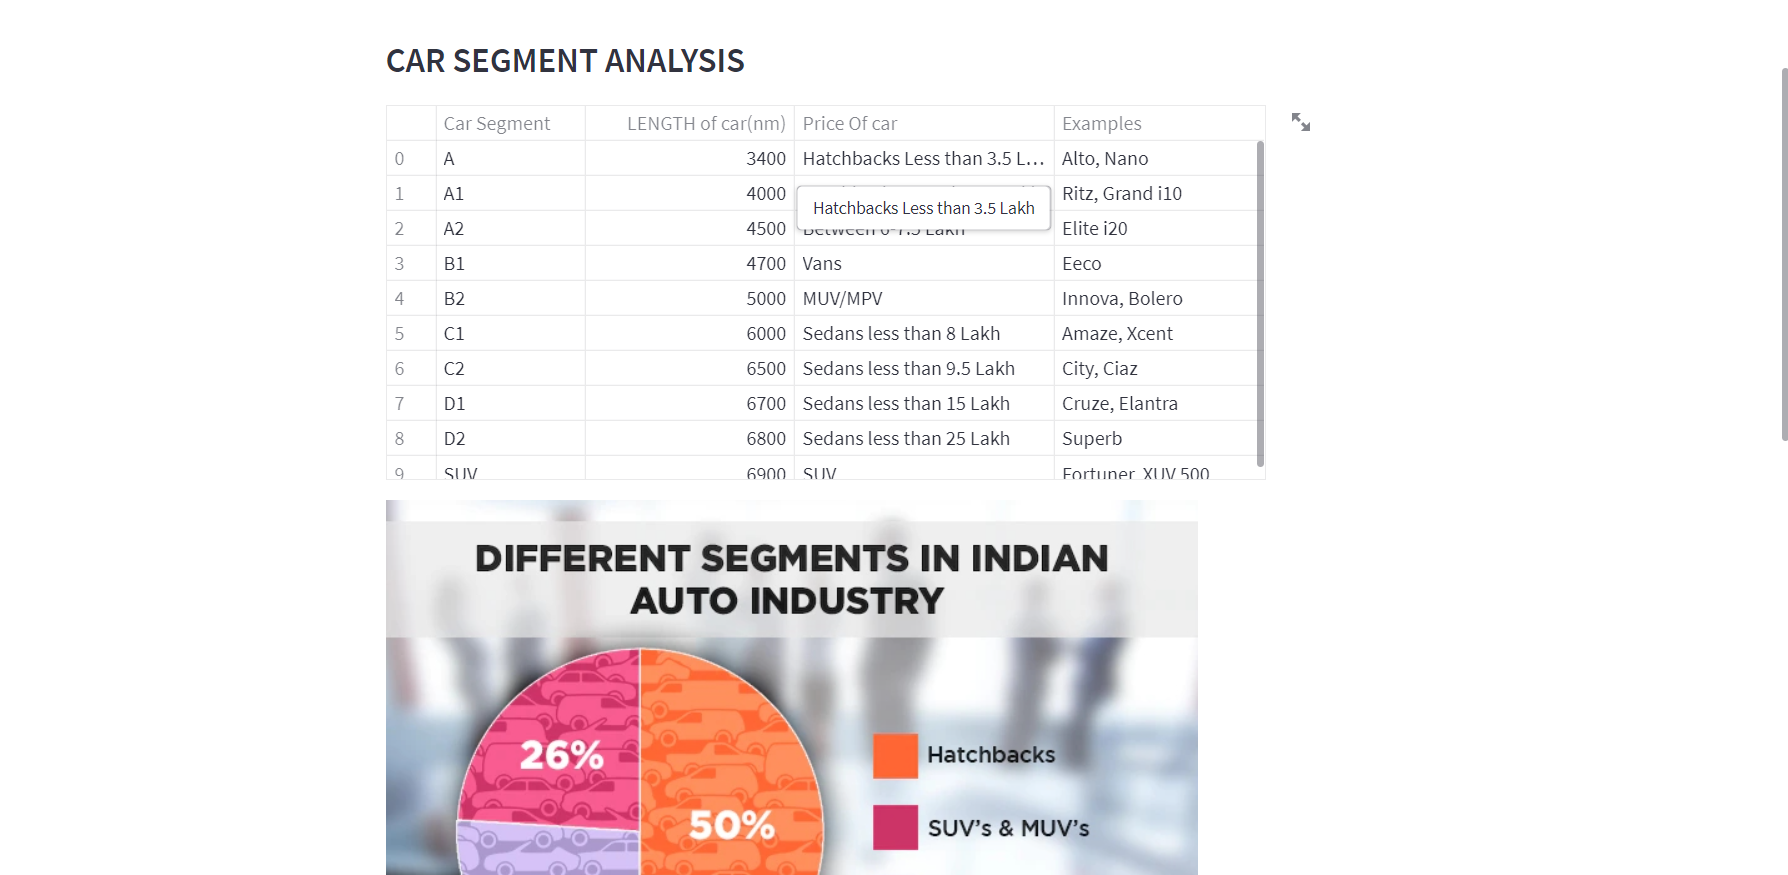 CAR SEGMENT ANALYSIS
Car Segment LENGTH of car(nm) Price Of car Examples
0 A 3400 Hatchbacks Less than 3.5 L... Alto, Nano
1 A1 4000 Ritz, Grand i10
Hatchbacks Less than 3.5 Lakh
2 A2 4500 Between 6-7.5 Lakh Elite i20
3 B1 4700 Vans Eeco
4 B2 5000 MUV/MPV Innova, Bolero
5 C1 6000 Sedans less than 8 Lakh Amaze, Xcent
6 C2 6500 Sedans less than 9.5 Lakh City, Ciaz
7 D1 6700 Sedans less than 15 Lakh Cruze, Elantra
8 D2 6800 Sedans less than 25 Lakh Superb
9 SUV 6900 SUV Fortuner, XUV 500
DIFFERENT SEGMENTS IN INDIAN
AUTO INDUSTRY
26%
50%
Hatchbacks
SUV's & MUV's